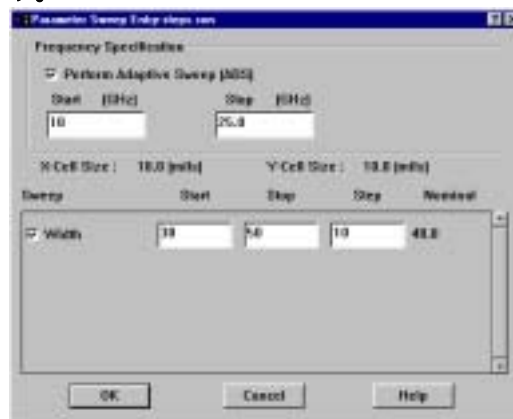 Parameter Sweep Entry-steps.son
Frequency Specification
Perform Adaptive Sweep (ABS)
Start (GHz) Stop (GHz)
10 25.0
X-Cell Size : 10.0 (mils) Y-Cell Size : 10.0 (mils)
Sweep Start Stop Step Nominal
Width 30 50 10 40.0
OK Cancel Help